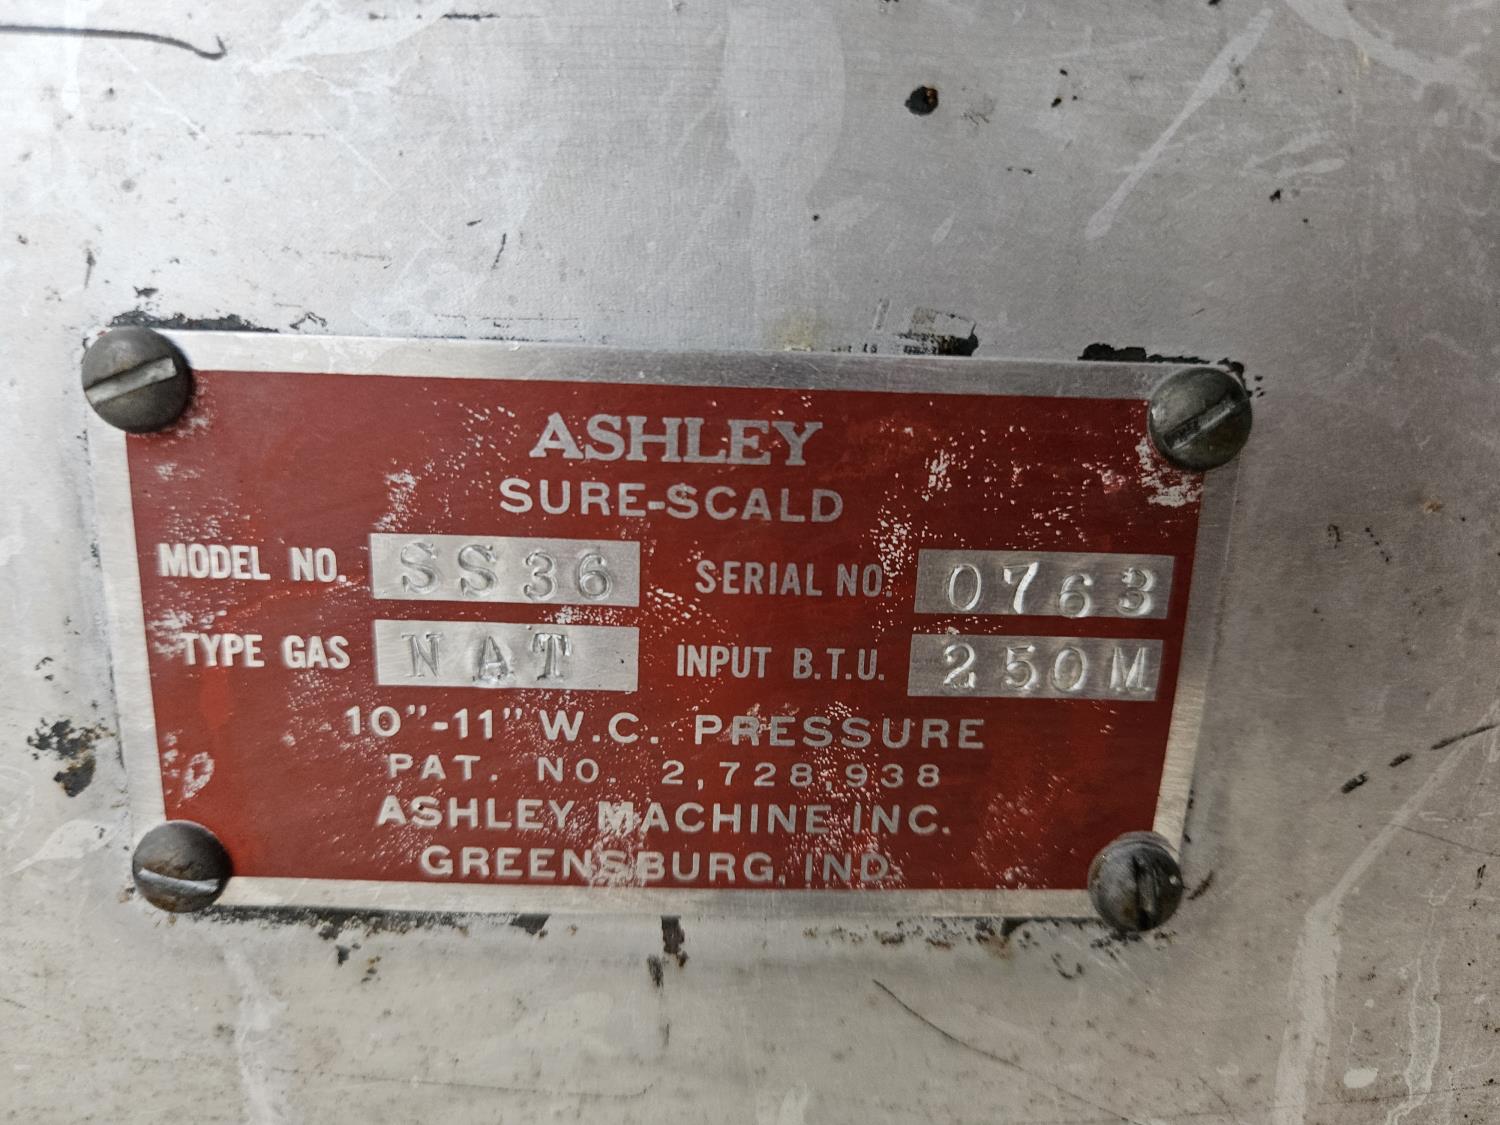 ASHLEY
SURE-SCALD
MODEL NO. SS36 SERIAL NO. 0763
TYPE GAS NAT INPUT B.T.U. 250M
10"-11" W.C. PRESSURE
PAT. NO. 2,728,938
ASHLEY MACHINE INC.
GREENSBURG, IND.